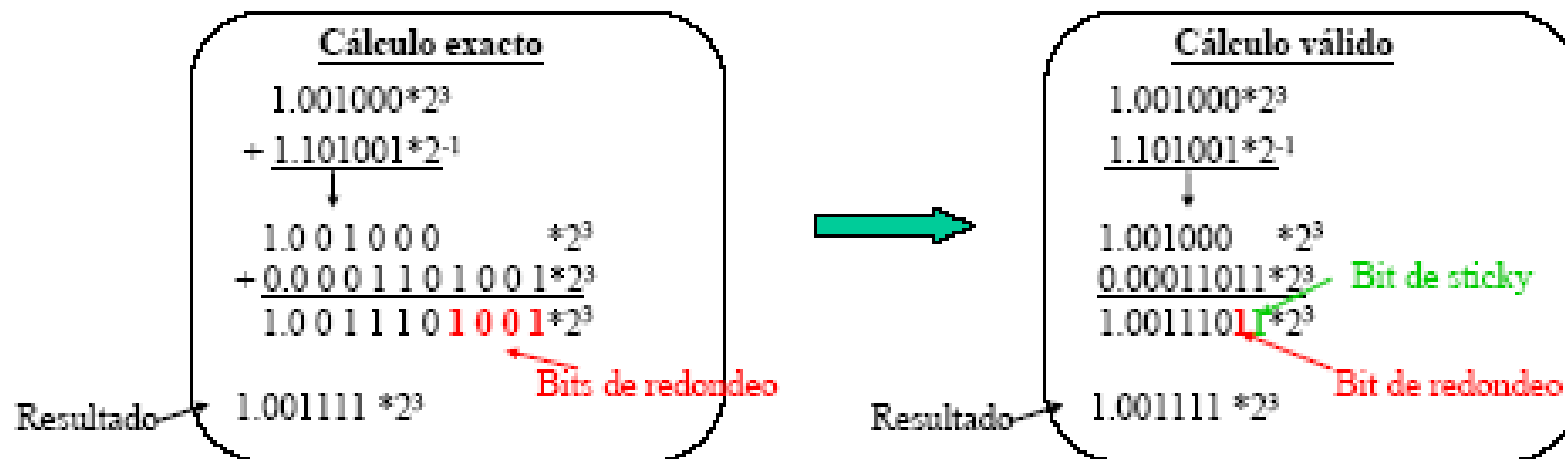 Cálculo exacto
1.001000*2³
+ 1.101001*2⁻¹
1.0 0 1 0 0 0 *2³
+ 0.0 0 0 1 1 0 1 0 0 1*2³
1.0 0 1 1 1 0 1 0 0 1*2³
Bits de redondeo
Resultado
1.001111 *2³
Cálculo válido
1.001000*2³
1.101001*2⁻¹
1.001000 *2³
0.00011011*2³
Bit de sticky
1.00111011*2³
Bit de redondeo
Resultado
1.001111 *2³